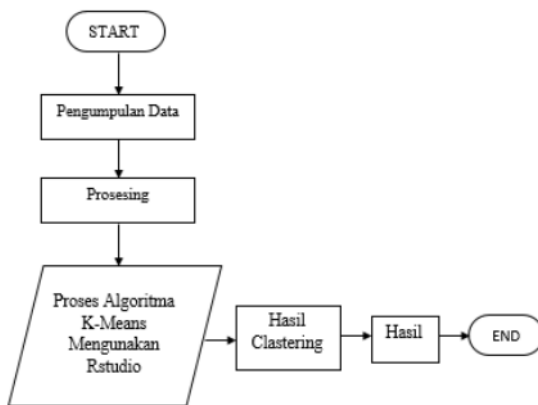 START
Pengumpulan Data
Prosesing
Proses Algoritma
K-Means
Mengunakan
Rstudio
Hasil
Clastering
Hasil
END